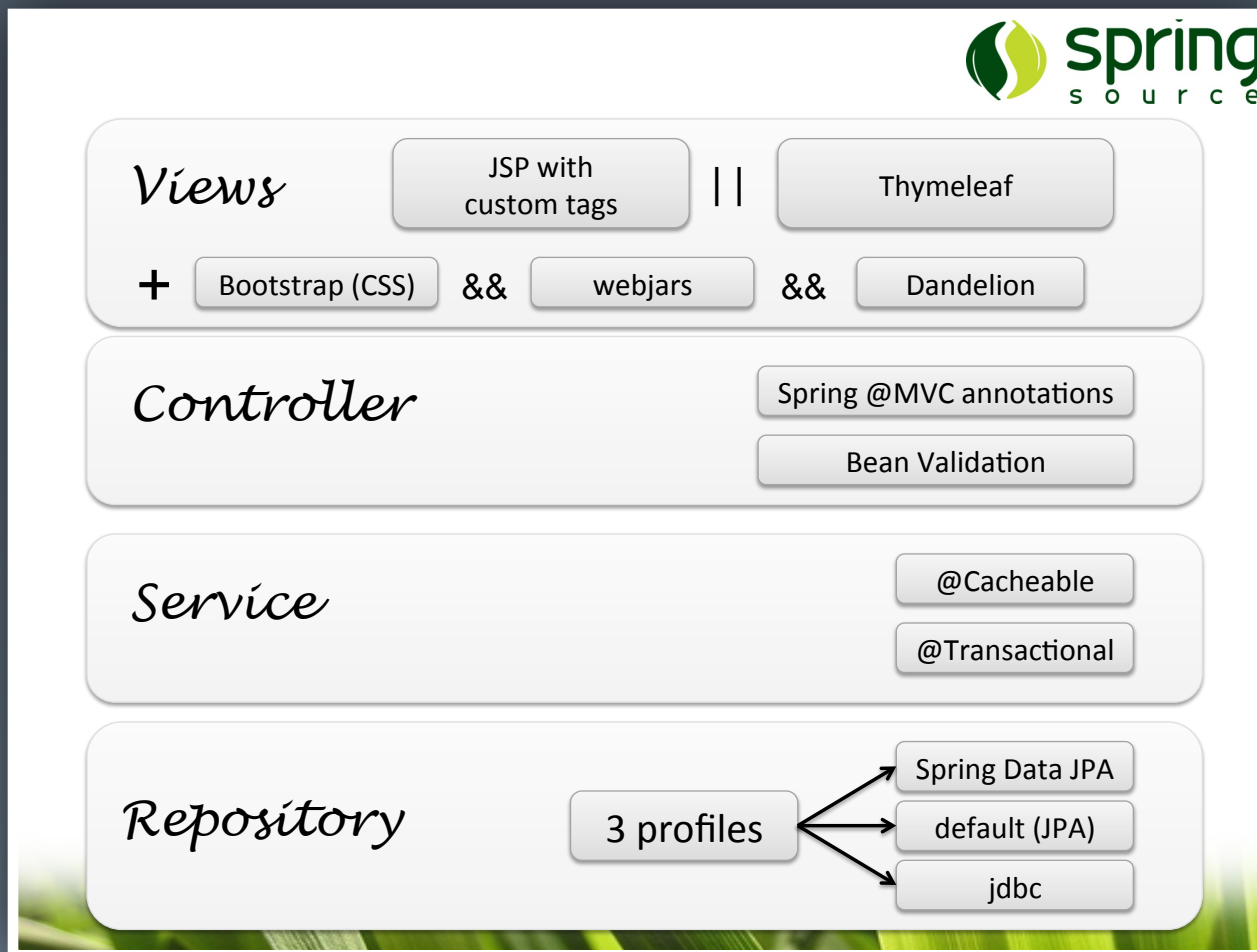 spring
source
Views
JSP with
custom tags
||
Thymeleaf
+
Bootstrap (CSS)
&&
webjars
&&
Dandelion
Controller
Spring @MVC annotations
Bean Validation
Service
@Cacheable
@Transactional
Repository
3 profiles
Spring Data JPA
default (JPA)
jdbc